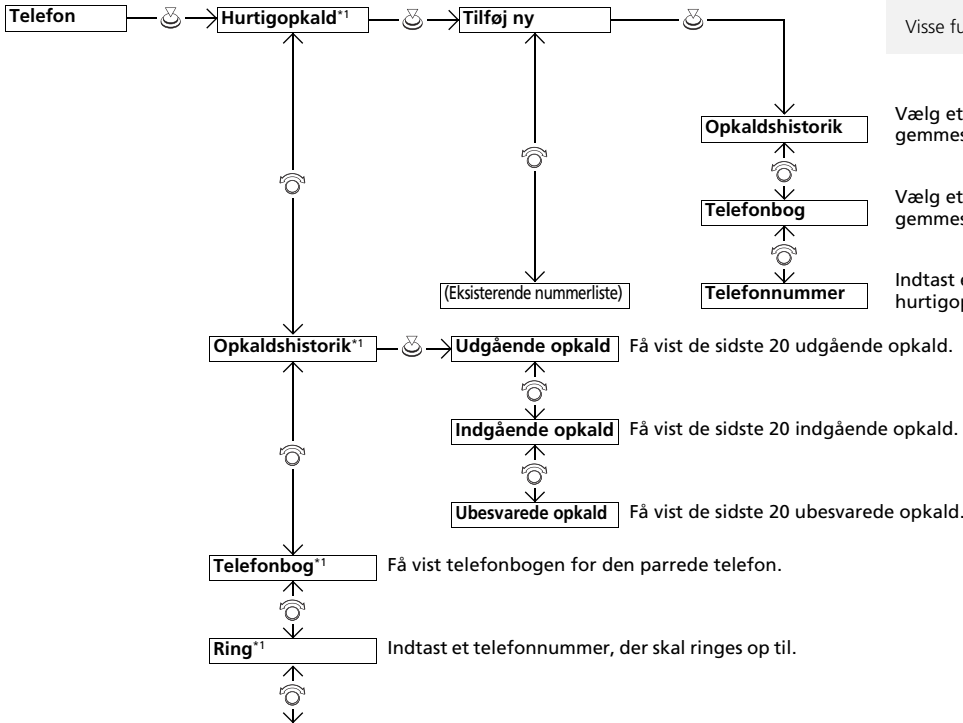 Telefon
Hurtigopkald*1
Tilføj ny
Visse
Opkaldshistorik
Vælg et
gemmes
Telefonbog
Vælg et
gemmes
(Eksisterende nummerliste)
Telefonnummer
Indtast
Opkaldshistorik*1
Udgående opkald
Få vist de sidste 20 udgående opkald.
Indgående opkald
Få vist de sidste 20 indgående opkald.
Ubesvarede opkald
Få vist de sidste 20 ubesvarede opkald.
Telefonbog*1
Få vist telefonbogen for den parrede telefon.
Ring*1
Indtast et telefonnummer, der skal ringes op til.